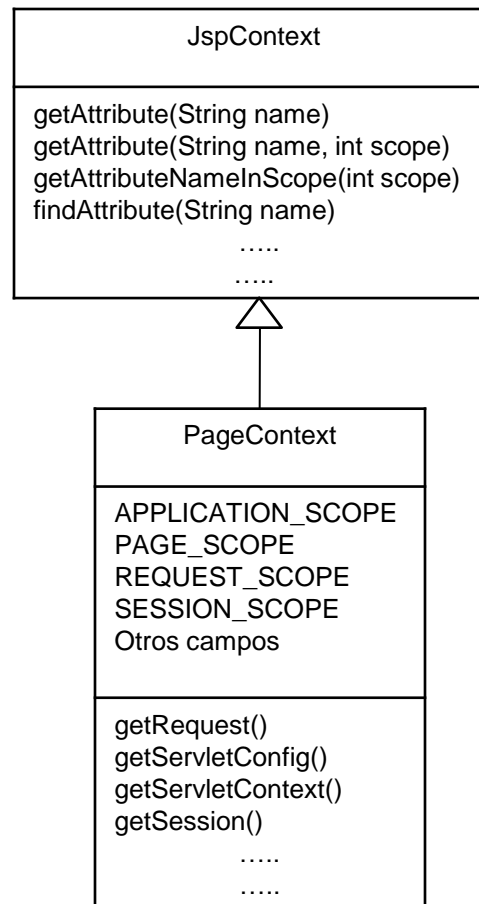 JspContext
getAttribute(String name)
getAttribute(String name, int scope)
getAttributeNameInScope(int scope)
findAttribute(String name)
…..
…..
PageContext
APPLICATION_SCOPE
PAGE_SCOPE
REQUEST_SCOPE
SESSION_SCOPE
Otros campos
getRequest()
getServletConfig()
getServletContext()
getSession()
…..
…..